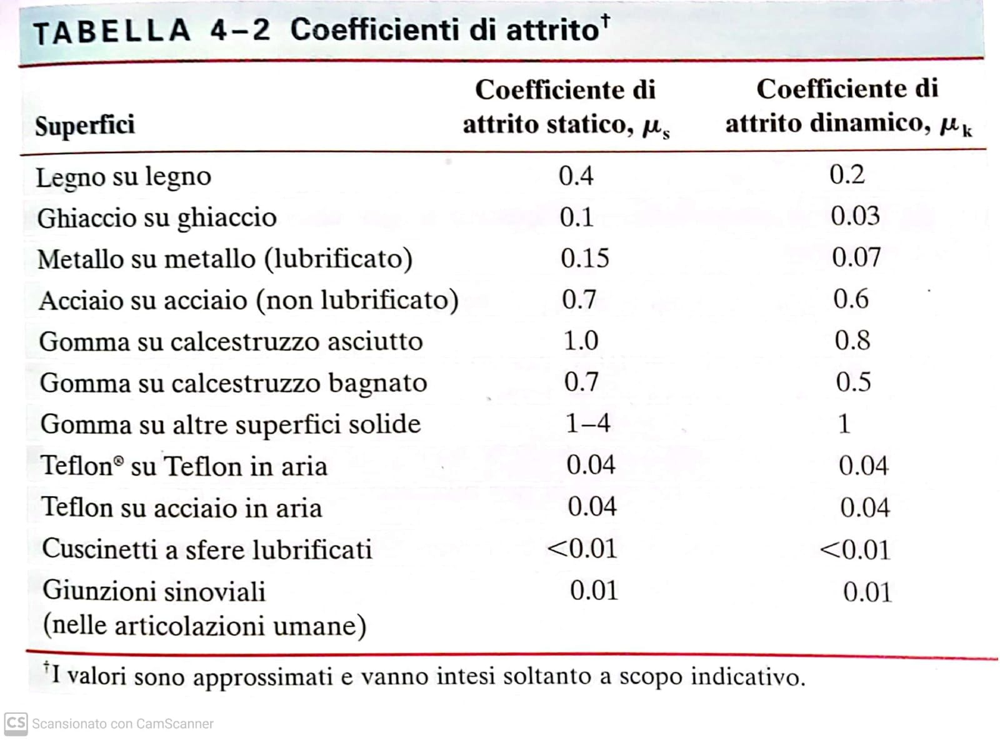 TABELLA 4–2 Coefficienti di attrito†
Coefficiente di Coefficiente di
Superfici attrito statico, μs attrito dinamico, μk
Legno su legno 0.4 0.2
Ghiaccio su ghiaccio 0.1 0.03
Metallo su metallo (lubrificato) 0.15 0.07
Acciaio su acciaio (non lubrificato) 0.7 0.6
Gomma su calcestruzzo asciutto 1.0 0.8
Gomma su calcestruzzo bagnato 0.7 0.5
Gomma su altre superfici solide 1–4 1
Teflon® su Teflon in aria 0.04 0.04
Teflon su acciaio in aria 0.04 0.04
Cuscinetti a sfere lubrificati <0.01 <0.01
Giunzioni sinoviali 0.01 0.01
(nelle articolazioni umane)
†I valori sono approssimati e vanno intesi soltanto a scopo indicativo.
CS Scansionato con CamScanner